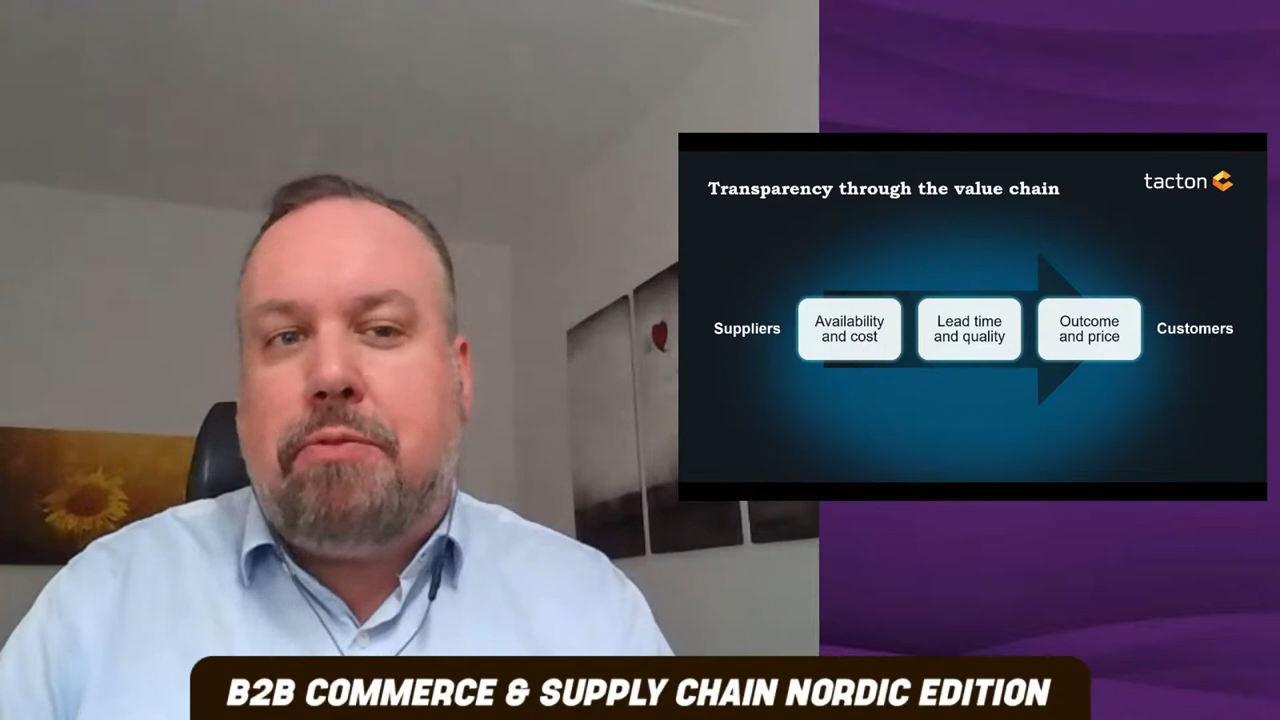 Transparency through the value chain
tacton
Suppliers
Availability
and cost
Lead time
and quality
Outcome
and price
Customers
B2B COMMERCE & SUPPLY CHAIN NORDIC EDITION